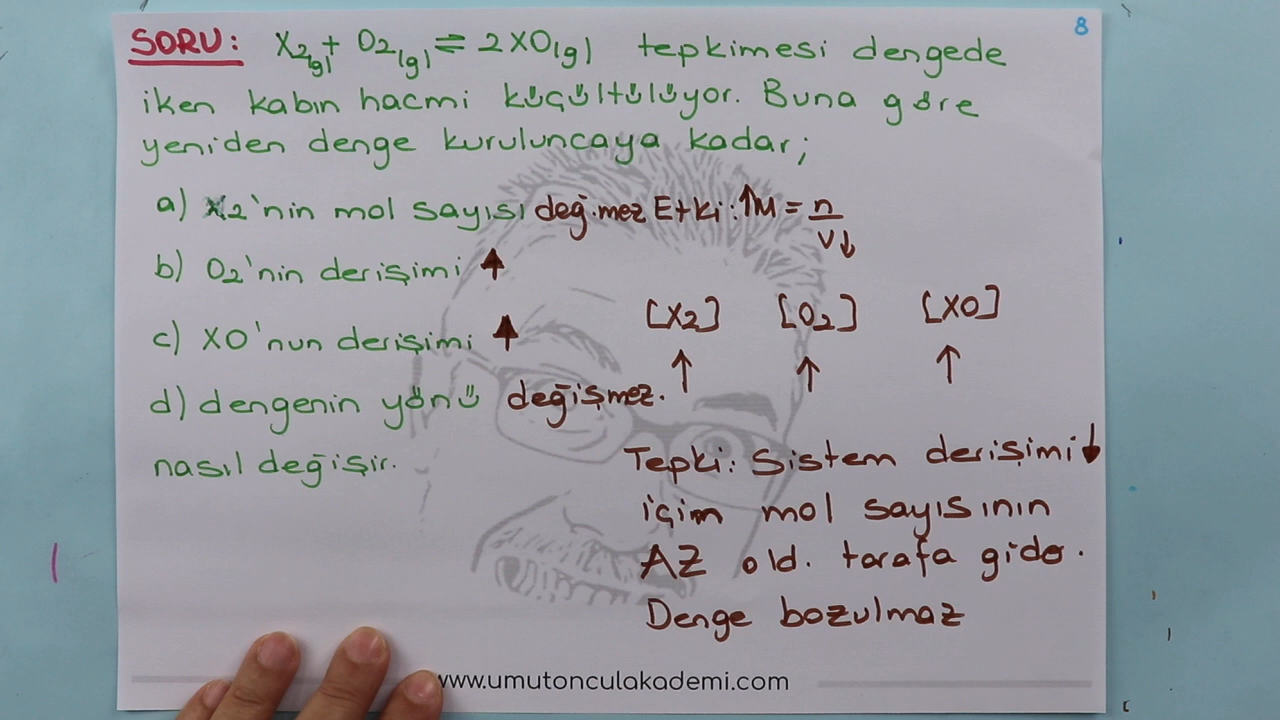 8
SORU: X2(g) + O2(g) ⇌ 2XO(g) tepkimesi dengede
iken kabın hacmi küçültülüyor. Buna göre
yeniden denge kuruluncaya kadar;
a) X2'nin mol sayısı değ.mez Etki: ↑M = n/V↓
b) O2'nin derişimi ↑
[X2] [O2] [XO]
↑ ↑ ↑
c) XO'nun derişimi ↑
d) dengenin yönü değişmez.
nasıl değişir.
Tepki: Sistem derişimi↓
içim mol sayısının
AZ old. tarafa gider.
Denge bozulmaz
www.umutonculakademi.com